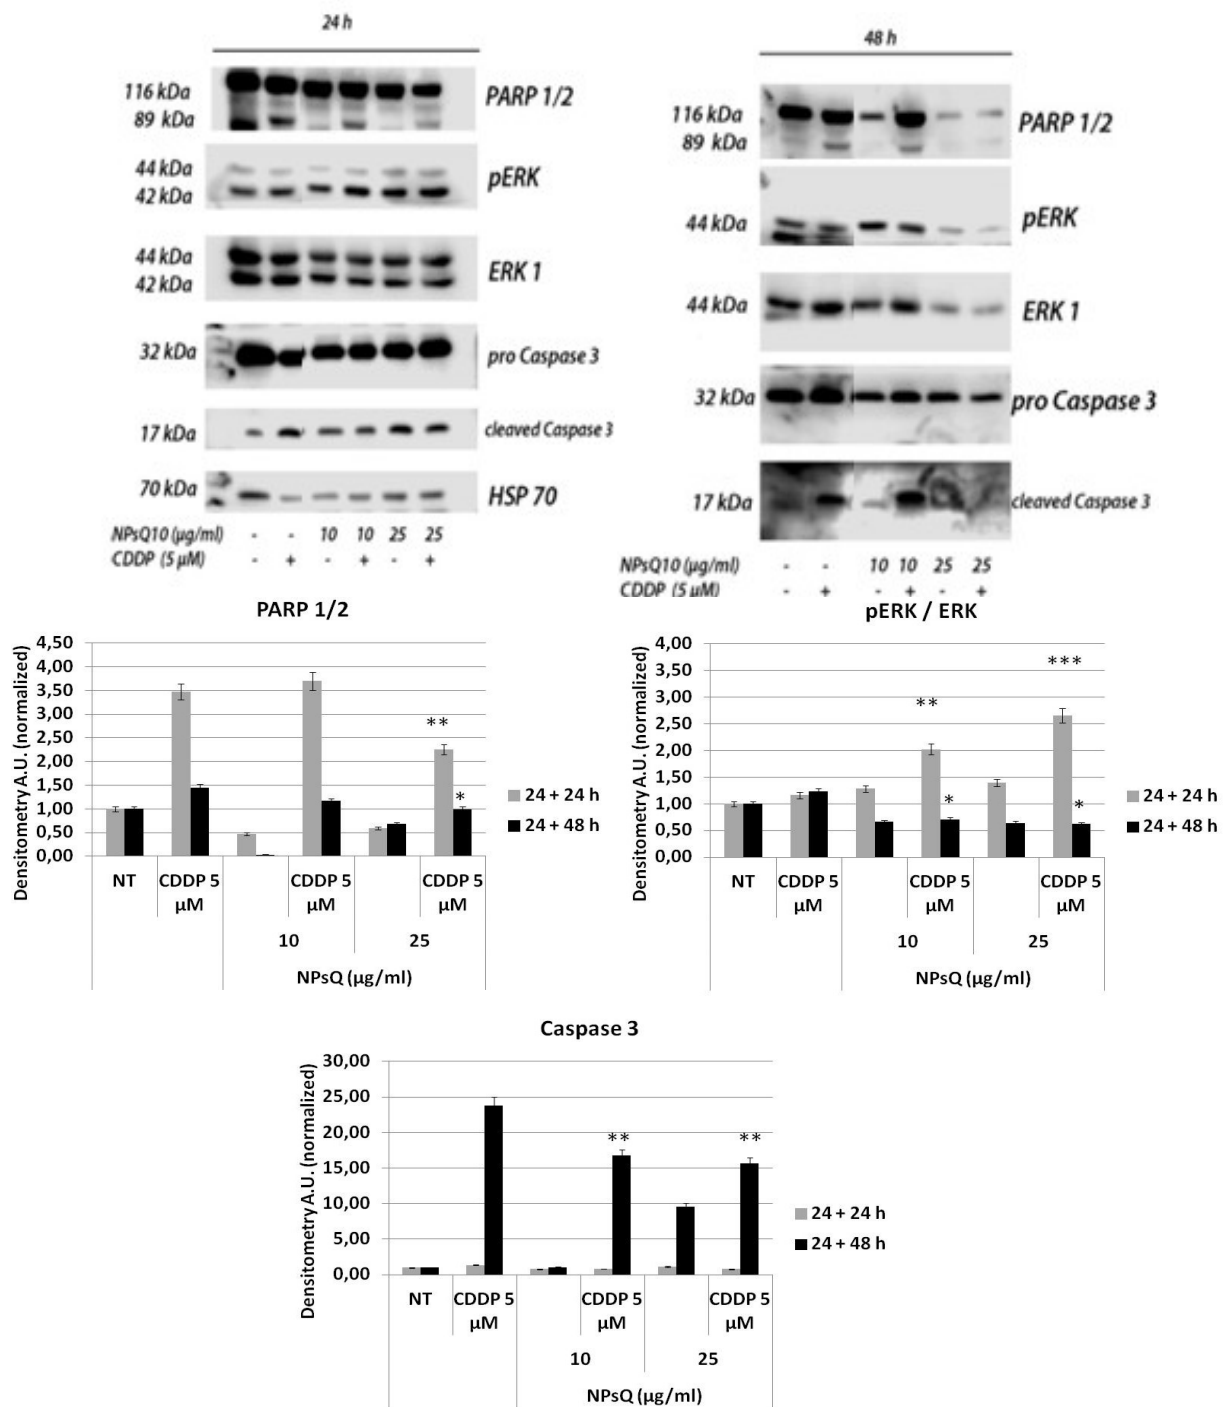 24 h
116 kDa
89 kDa
PARP 1/2
44 kDa
42 kDa
pERK
44 kDa
42 kDa
ERK 1
32 kDa
pro Caspase 3
17 kDa
cleaved Caspase 3
70 kDa
HSP 70
NPsQ10 (µg/ml) - - 10 10 25 25
CDDP (5 µM) - + - + - +
48 h
116 kDa
89 kDa
PARP 1/2
44 kDa
pERK
44 kDa
ERK 1
32 kDa
pro Caspase 3
17 kDa
cleaved Caspase 3
NPsQ10 (µg/ml) - - 10 10 25 25
CDDP (5 µM) - + - + - +
PARP 1/2
Densitometry A.U. (normalized)
4,50
4,00
3,50
3,00
2,50
2,00
1,50
1,00
0,50
0,00
**
*
24 + 24 h
24 + 48 h
NT
CDDP 5 µM
CDDP 5 µM
CDDP 5 µM
10
25
NPsQ (µg/ml)
pERK / ERK
Densitometry A.U. (normalized)
4,00
3,50
3,00
2,50
2,00
1,50
1,00
0,50
0,00
**
*
***
*
24 + 24 h
24 + 48 h
NT
CDDP 5 µM
CDDP 5 µM
CDDP 5 µM
10
25
NPsQ (µg/ml)
Caspase 3
Densitometry A.U. (normalized)
30,00
25,00
20,00
15,00
10,00
5,00
0,00
**
**
24 + 24 h
24 + 48 h
NT
CDDP 5 µM
CDDP 5 µM
CDDP 5 µM
10
25
NPsQ (µg/ml)